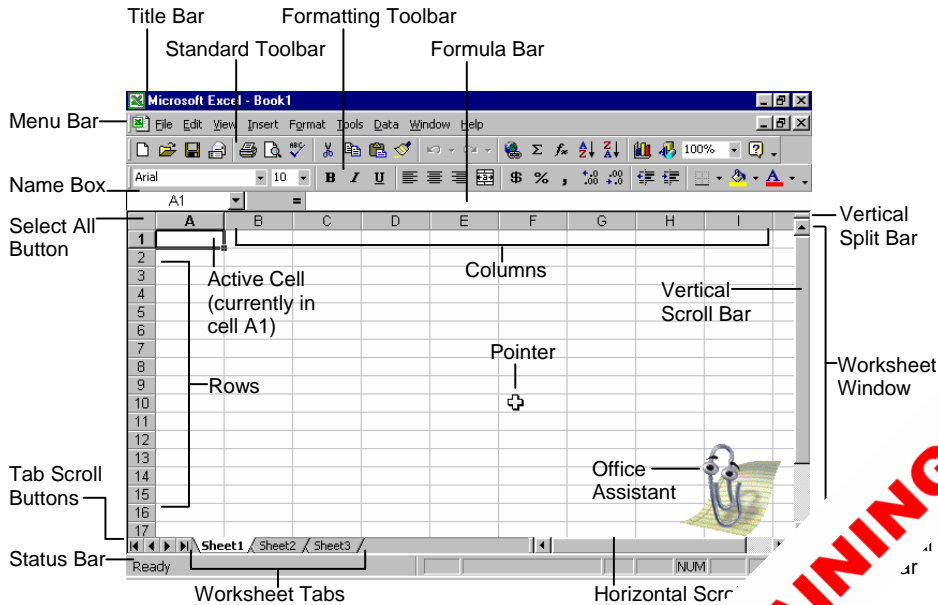 Title Bar
Formatting Toolbar
Standard Toolbar
Formula Bar
Microsoft Excel - Book1
Menu Bar
File Edit View Insert Format Tools Data Window Help
100%
Name Box
Arial 10 B I U $ % ,
A1 =
Select All
Button
A B C D E F G H I
Vertical
Split Bar
1
2
3
4
5
6
7
8
9
10
11
12
13
14
15
16
17
Columns
Active Cell
(currently in
cell A1)
Vertical
Scroll Bar
Pointer
Rows
Worksheet
Window
Office
Assistant
Tab Scroll
Buttons
Sheet1 Sheet2 Sheet3
Status Bar
Ready NUM
Worksheet Tabs
Horizontal